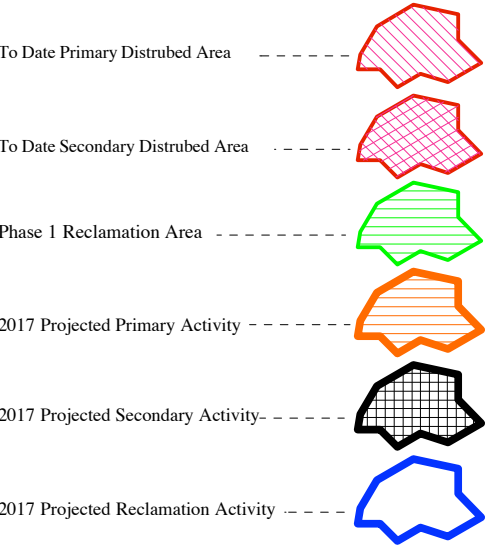 To Date Primary Distrubed Area
To Date Secondary Distrubed Area
Phase 1 Reclamation Area
2017 Projected Primary Activity
2017 Projected Secondary Activity
2017 Projected Reclamation Activity